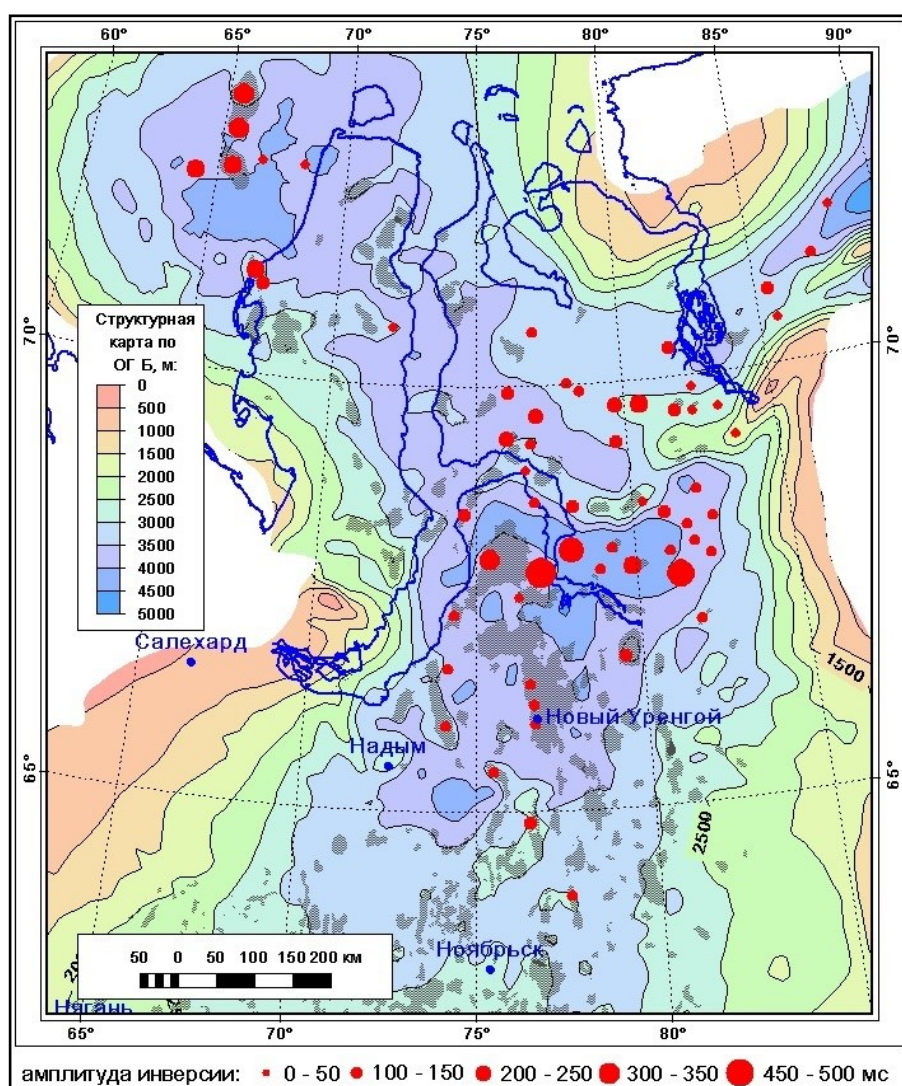 60° 65° 70° 75° 80° 85° 90°
70° 70°
Структурная
карта по
ОГ Б, м:
0
500
1000
1500
2000
2500
3000
3500
4000
4500
5000
Салехард
1500
Новый Уренгой
Надым
65° 65°
2500
50 0 50 100 150 200 км
Ноябрьск
Нягань
65° 70° 75° 80°
амплитуда инверсии: 0 - 50 100 - 150 200 - 250 300 - 350 450 - 500 мс